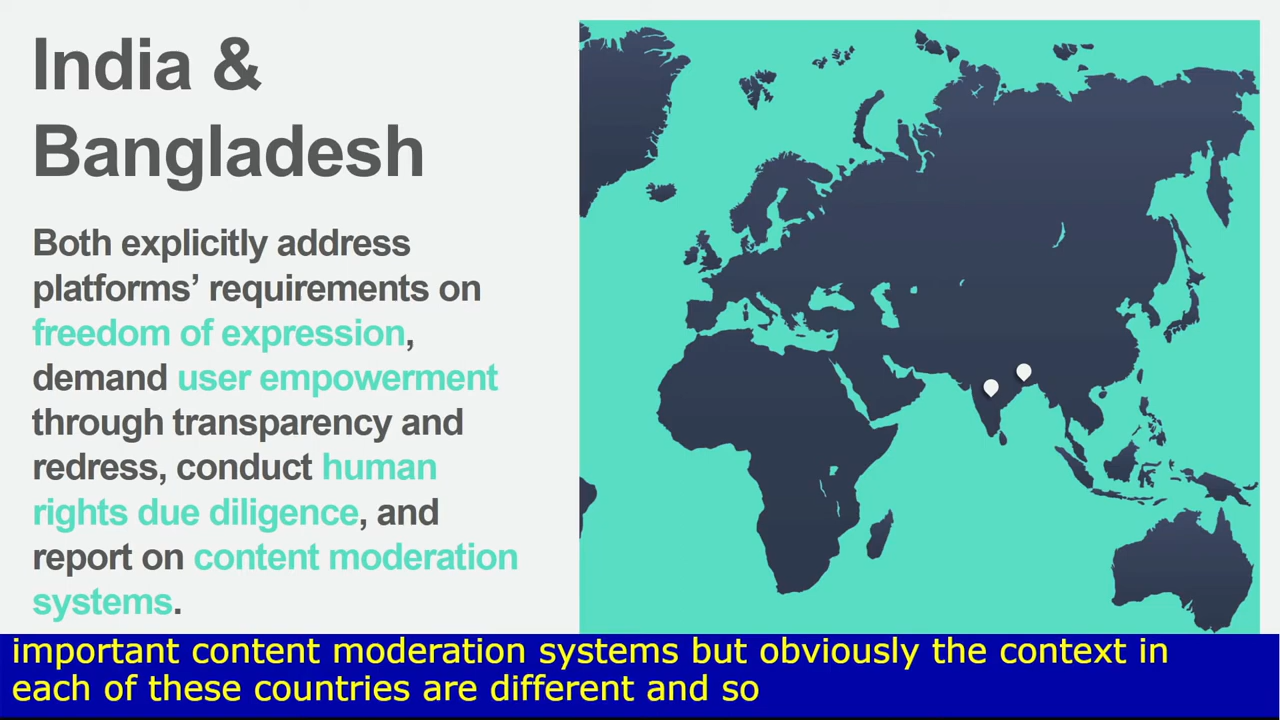 India &
Bangladesh
Both explicitly address
platforms’ requirements on
freedom of expression,
demand user empowerment
through transparency and
redress, conduct human
rights due diligence, and
report on content moderation
systems.
important content moderation systems but obviously the context in
each of these countries are different and so